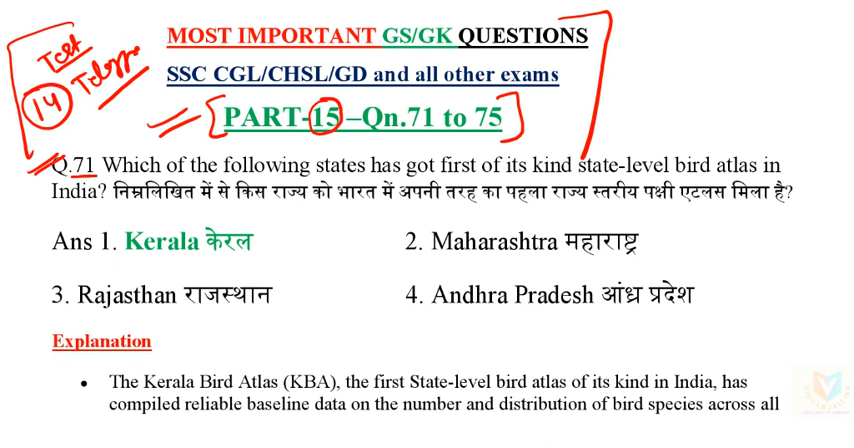 MOST IMPORTANT GS/GK QUESTIONS
Test
14
SSC CGL/CHSL/GD and all other exams
[PART-15 –Qn.71 to 75]
Q.71 Which of the following states has got first of its kind state-level bird atlas in
India? निम्नलिखित में से किस राज्य को भारत में अपनी तरह का पहला राज्य स्तरीय पक्षी एटलस मिला है?
Ans 1. Kerala केरल 2. Maharashtra महाराष्ट्र
3. Rajasthan राजस्थान 4. Andhra Pradesh आंध्र प्रदेश
Explanation
• The Kerala Bird Atlas (KBA), the first State-level bird atlas of its kind in India, has
compiled reliable baseline data on the number and distribution of bird species across all